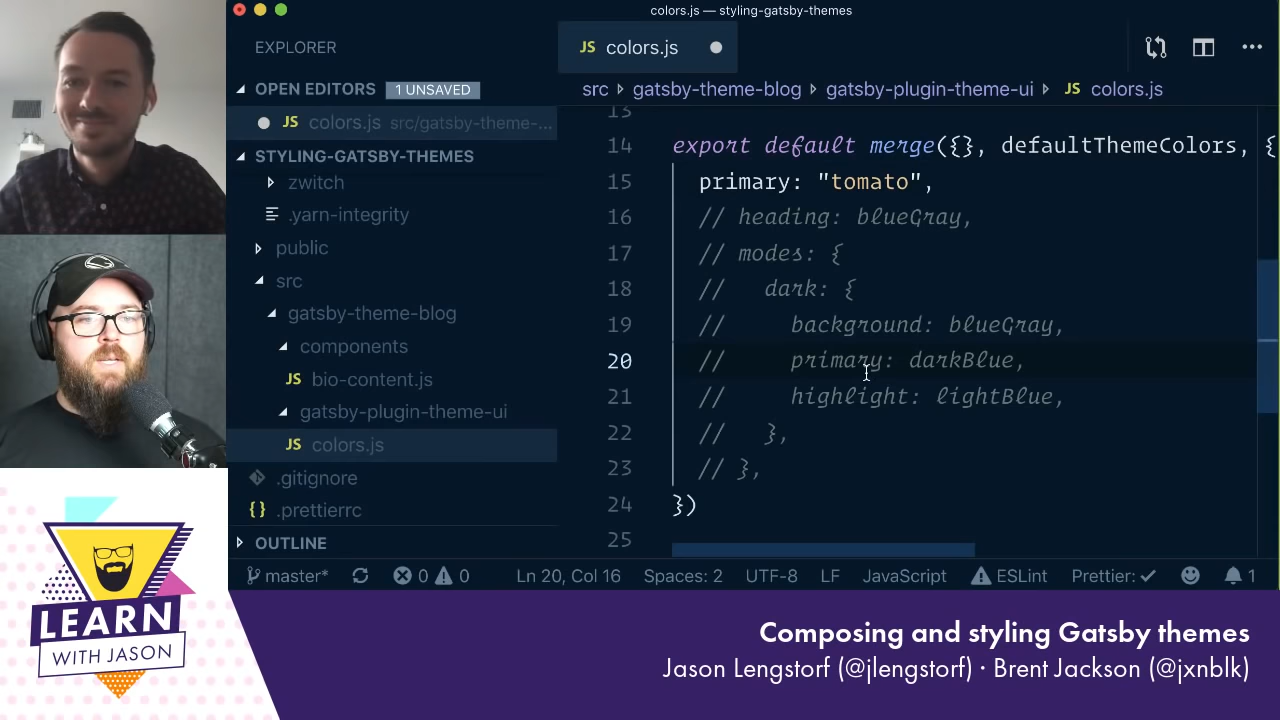 colors.js — styling-gatsby-themes
EXPLORER
OPEN EDITORS 1 UNSAVED
JS colors.js src/gatsby-theme-...
STYLING-GATSBY-THEMES
zwitch
.yarn-integrity
public
src
gatsby-theme-blog
components
JS bio-content.js
gatsby-plugin-theme-ui
JS colors.js
.gitignore
{ } .prettierrc
OUTLINE
JS colors.js
src gatsby-theme-blog gatsby-plugin-theme-ui JS colors.js
13
14 export default merge({}, defaultThemeColors, {
15 primary: "tomato",
16 // heading: blueGray,
17 // modes: {
18 // dark: {
19 // background: blueGray,
20 // primary: darkBlue,
21 // highlight: lightBlue,
22 // },
23 // },
24 })
25
master* 0 0 Ln 20, Col 16 Spaces: 2 UTF-8 LF JavaScript ESLint Prettier: 1
LEARN
WITH JASON
Composing and styling Gatsby themes
Jason Lengstorf (@jlengstorf) · Brent Jackson (@jxnblk)